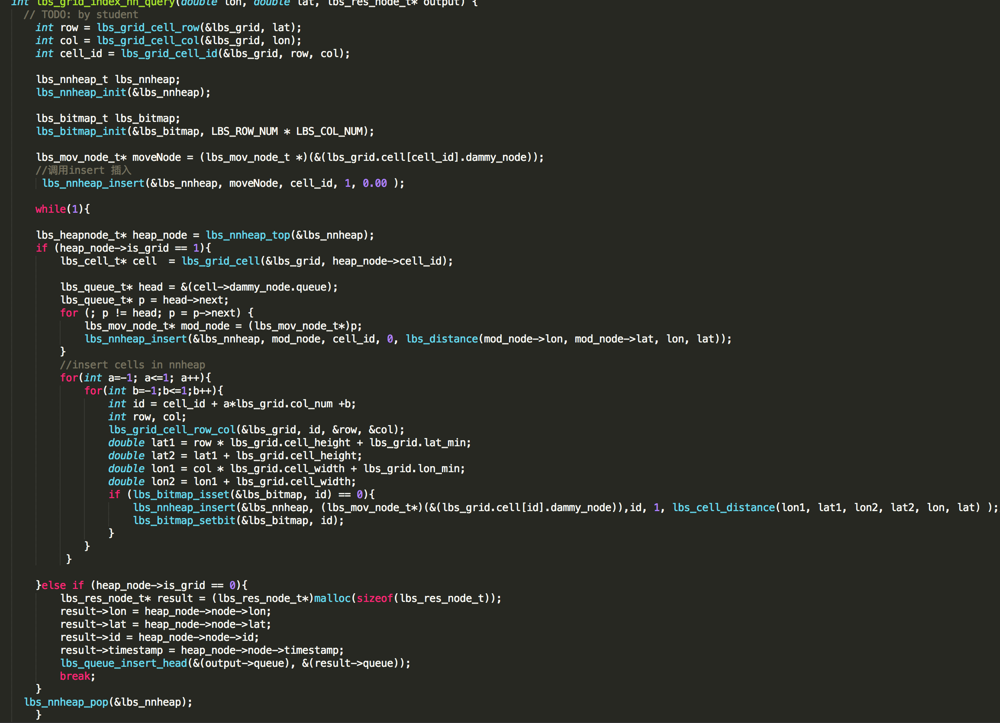 int lbs_grid_index_nn_query(double lon, double lat, lbs_res_node_t* output) {
// TODO: by student
int row = lbs_grid_cell_row(&lbs_grid, lat);
int col = lbs_grid_cell_col(&lbs_grid, lon);
int cell_id = lbs_grid_cell_id(&lbs_grid, row, col);
lbs_nnheap_t lbs_nnheap;
lbs_nnheap_init(&lbs_nnheap);
lbs_bitmap_t lbs_bitmap;
lbs_bitmap_init(&lbs_bitmap, LBS_ROW_NUM * LBS_COL_NUM);
lbs_mov_node_t* moveNode = (lbs_mov_node_t *)(&(lbs_grid.cell[cell_id].dammy_node));
//调用insert 插入
lbs_nnheap_insert(&lbs_nnheap, moveNode, cell_id, 1, 0.00 );
while(1){
lbs_heapnode_t* heap_node = lbs_nnheap_top(&lbs_nnheap);
if (heap_node->is_grid == 1){
lbs_cell_t* cell  = lbs_grid_cell(&lbs_grid, heap_node->cell_id);
lbs_queue_t* head = &(cell->dammy_node.queue);
lbs_queue_t* p = head->next;
for (; p != head; p = p->next) {
lbs_mov_node_t* mod_node = (lbs_mov_node_t*)p;
lbs_nnheap_insert(&lbs_nnheap, mod_node, cell_id, 0, lbs_distance(mod_node->lon, mod_node->lat, lon, lat));
}
//insert cells in nnheap
for(int a=-1; a<=1; a++){
for(int b=-1;b<=1;b++){
int id = cell_id + a*lbs_grid.col_num +b;
int row, col;
lbs_grid_cell_row_col(&lbs_grid, id, &row, &col);
double lat1 = row * lbs_grid.cell_height + lbs_grid.lat_min;
double lat2 = lat1 + lbs_grid.cell_height;
double lon1 = col * lbs_grid.cell_width + lbs_grid.lon_min;
double lon2 = lon1 + lbs_grid.cell_width;
if (lbs_bitmap_isset(&lbs_bitmap, id) == 0){
lbs_nnheap_insert(&lbs_nnheap, (lbs_mov_node_t*)(&(lbs_grid.cell[id].dammy_node)),id, 1, lbs_cell_distance(lon1, lat1, lon2, lat2, lon, lat) );
lbs_bitmap_setbit(&lbs_bitmap, id);
}
}
}
}else if (heap_node->is_grid == 0){
lbs_res_node_t* result = (lbs_res_node_t*)malloc(sizeof(lbs_res_node_t));
result->lon = heap_node->node->lon;
result->lat = heap_node->node->lat;
result->id = heap_node->node->id;
result->timestamp = heap_node->node->timestamp;
lbs_queue_insert_head(&(output->queue), &(result->queue));
break;
}
lbs_nnheap_pop(&lbs_nnheap);
}